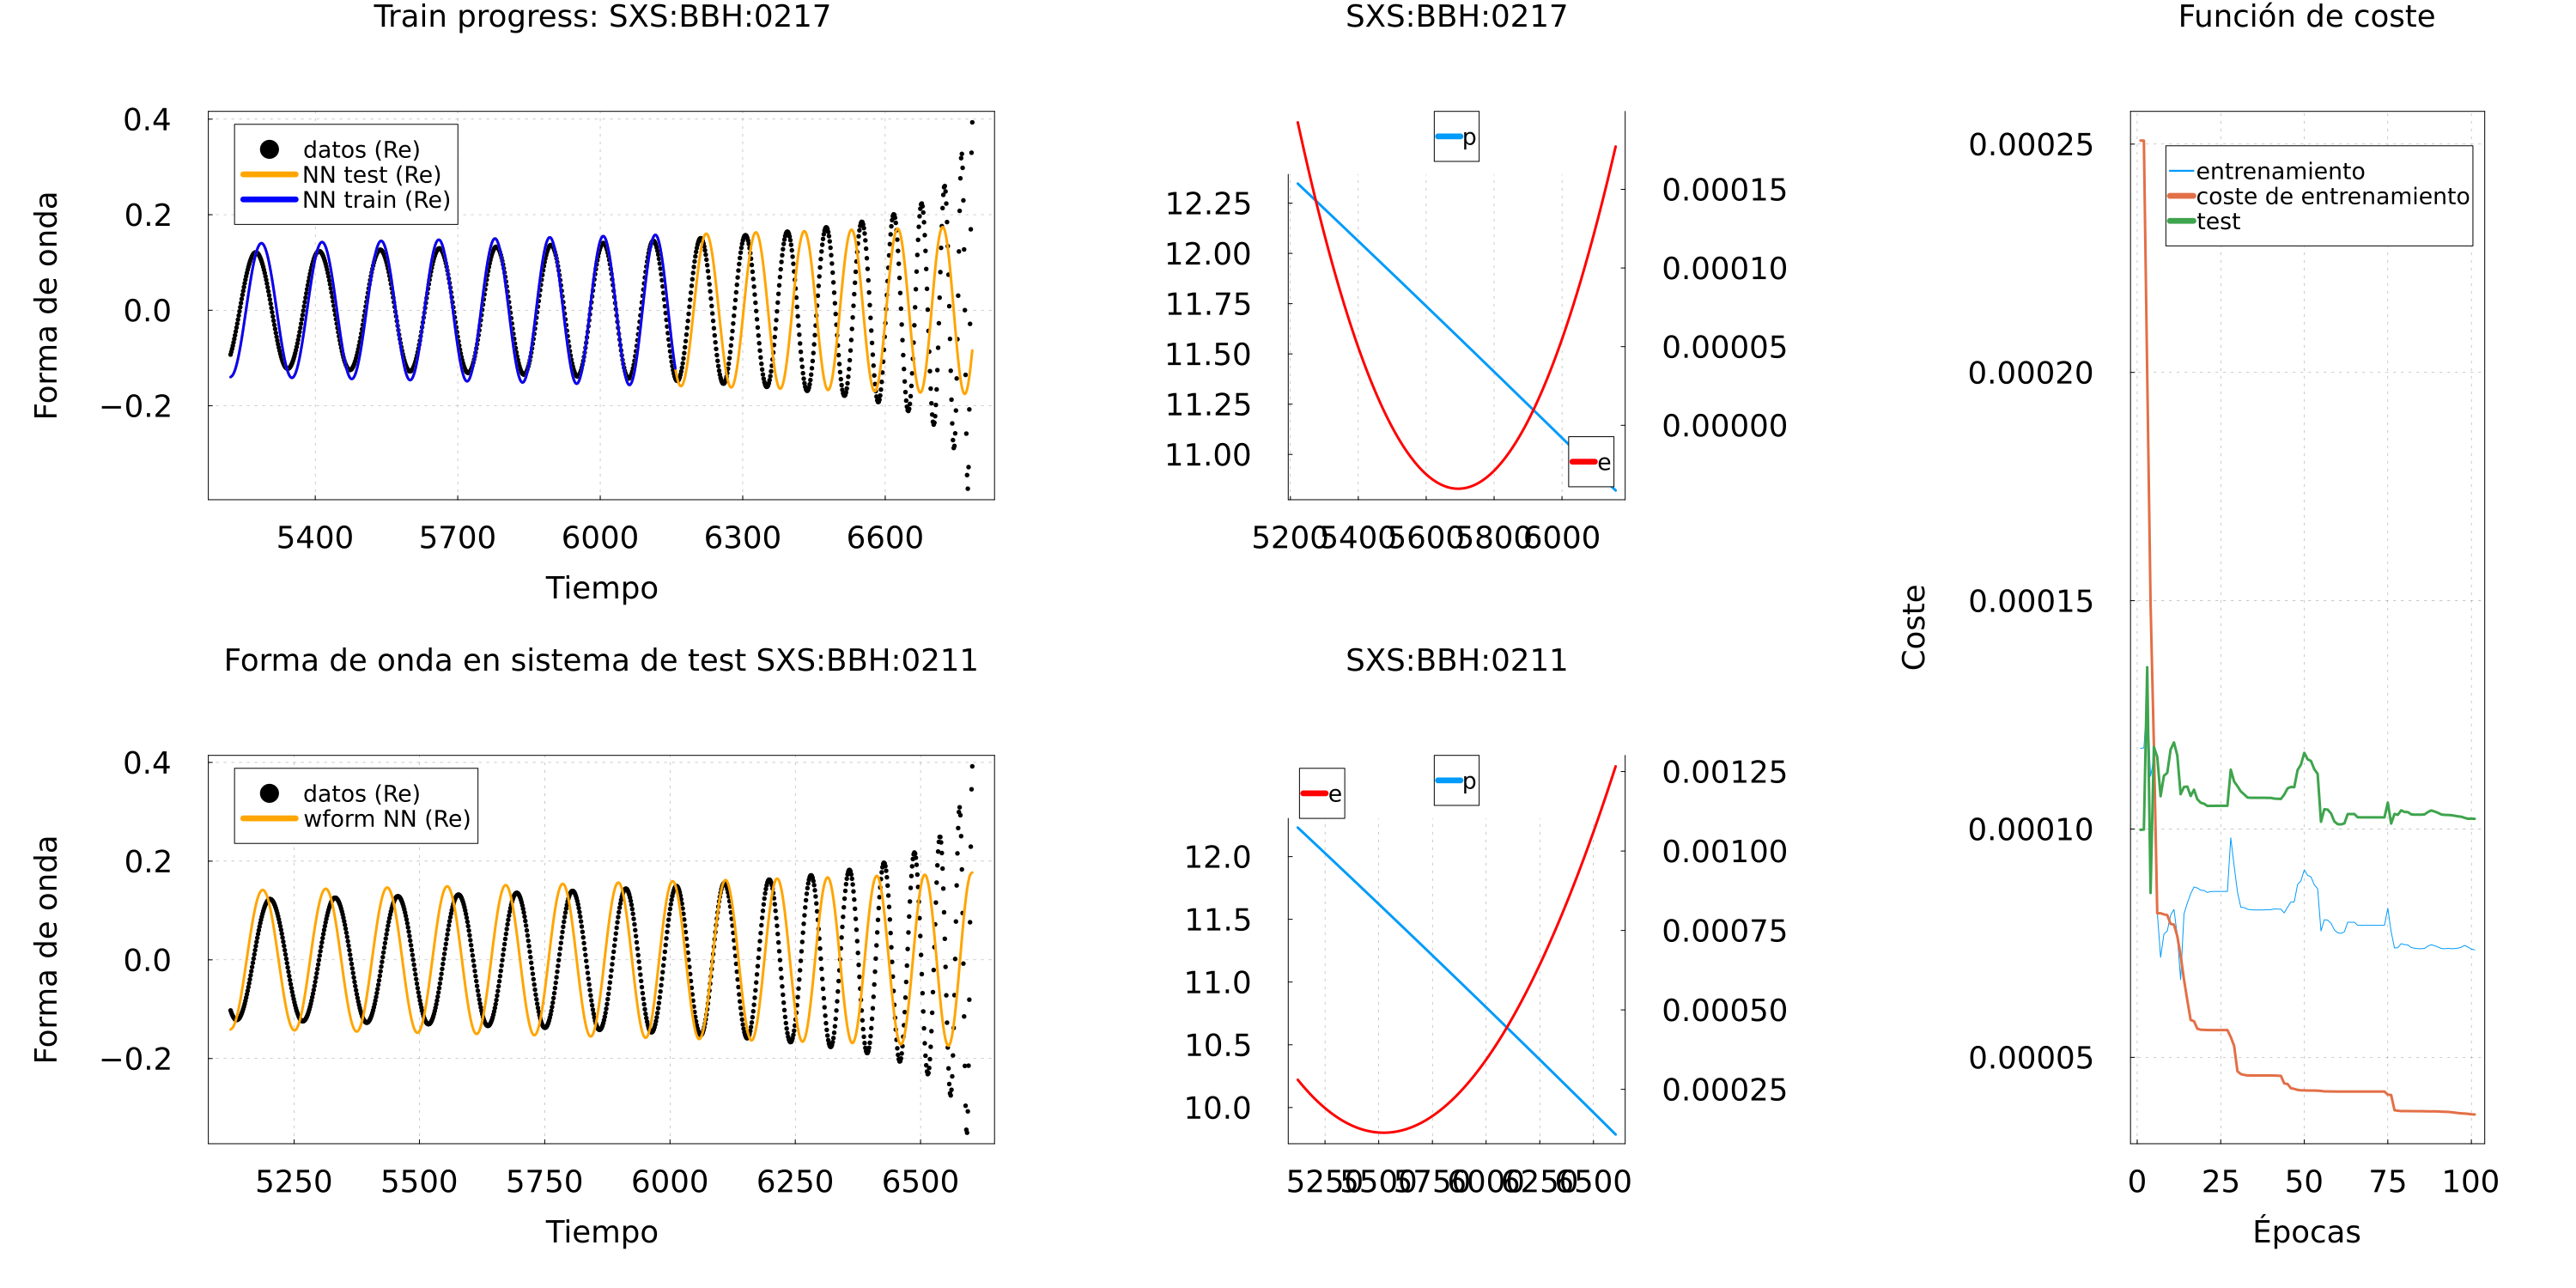 Train progress: SXS:BBH:0217
Forma de onda
0.4
0.2
0.0
−0.2
datos (Re)
NN test (Re)
NN train (Re)
5400 5700 6000 6300 6600
Tiempo
SXS:BBH:0217
p
12.25
12.00
11.75
11.50
11.25
11.00
0.00015
0.00010
0.00005
0.00000
e
5200 5400 5600 5800 6000
Forma de onda en sistema de test SXS:BBH:0211
Forma de onda
0.4
0.2
0.0
−0.2
datos (Re)
wform NN (Re)
5250 5500 5750 6000 6250 6500
Tiempo
SXS:BBH:0211
e
p
12.0
11.5
11.0
10.5
10.0
0.00125
0.00100
0.00075
0.00050
0.00025
5250 5500 5750 6000 6250 6500
Función de coste
Coste
0.00025
0.00020
0.00015
0.00010
0.00005
entrenamiento
coste de entrenamiento
test
0 25 50 75 100
Épocas